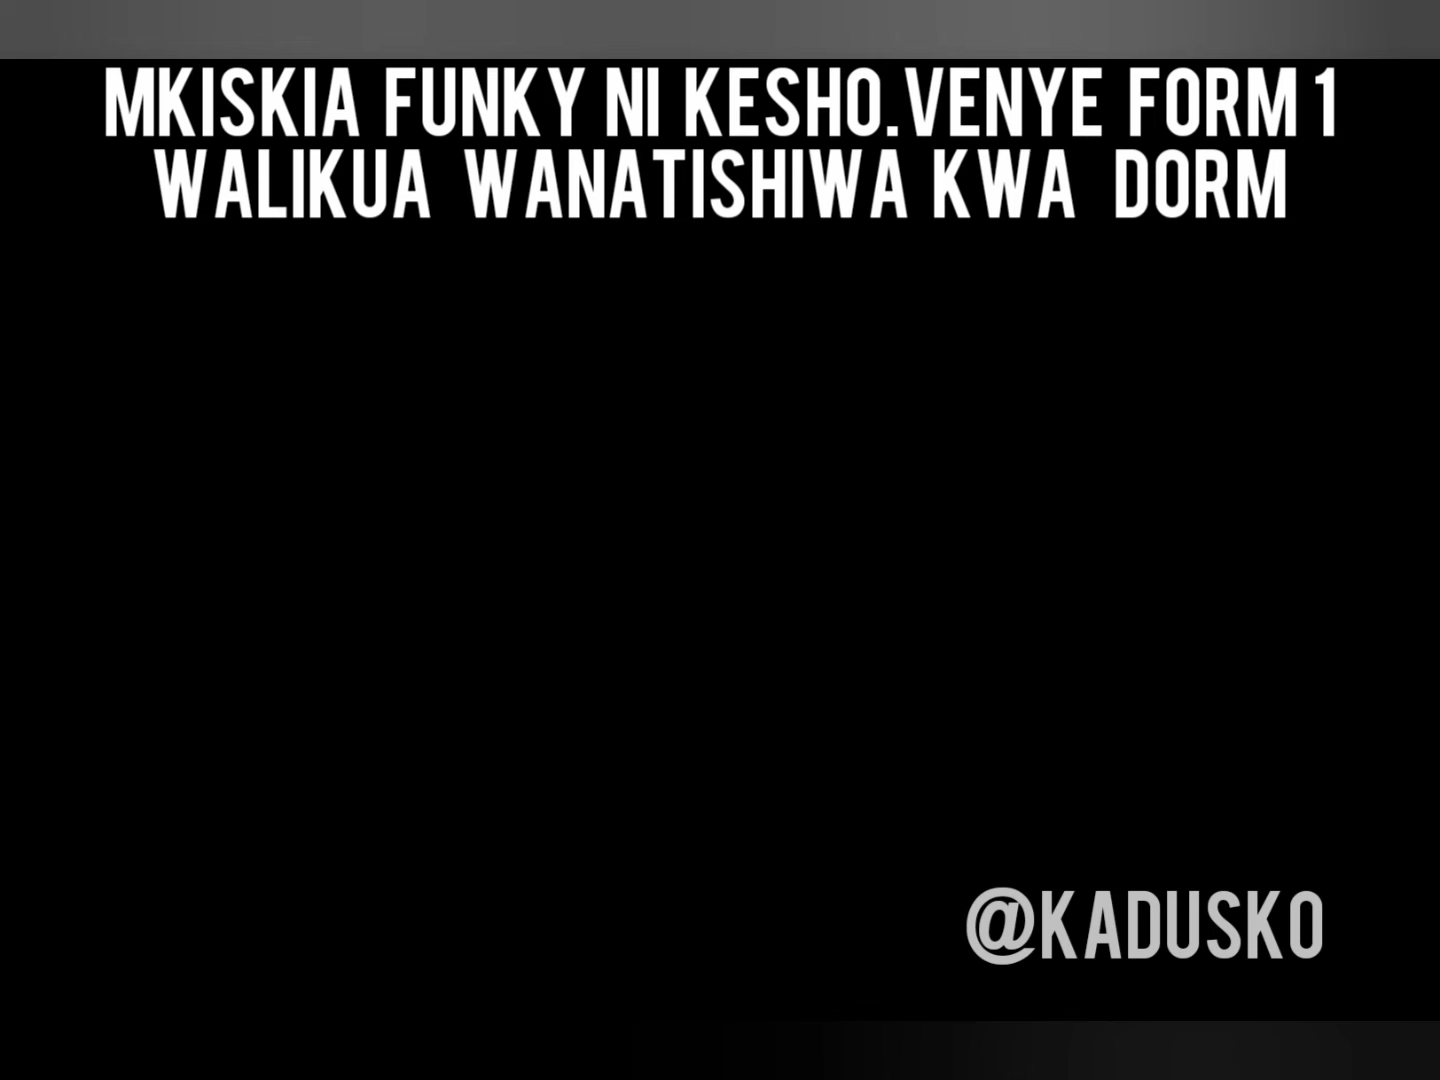 MKISKIA FUNKY NI KESHO.VENYE FORM 1
WALIKUA WANATISHIWA KWA DORM
@KADUSKO